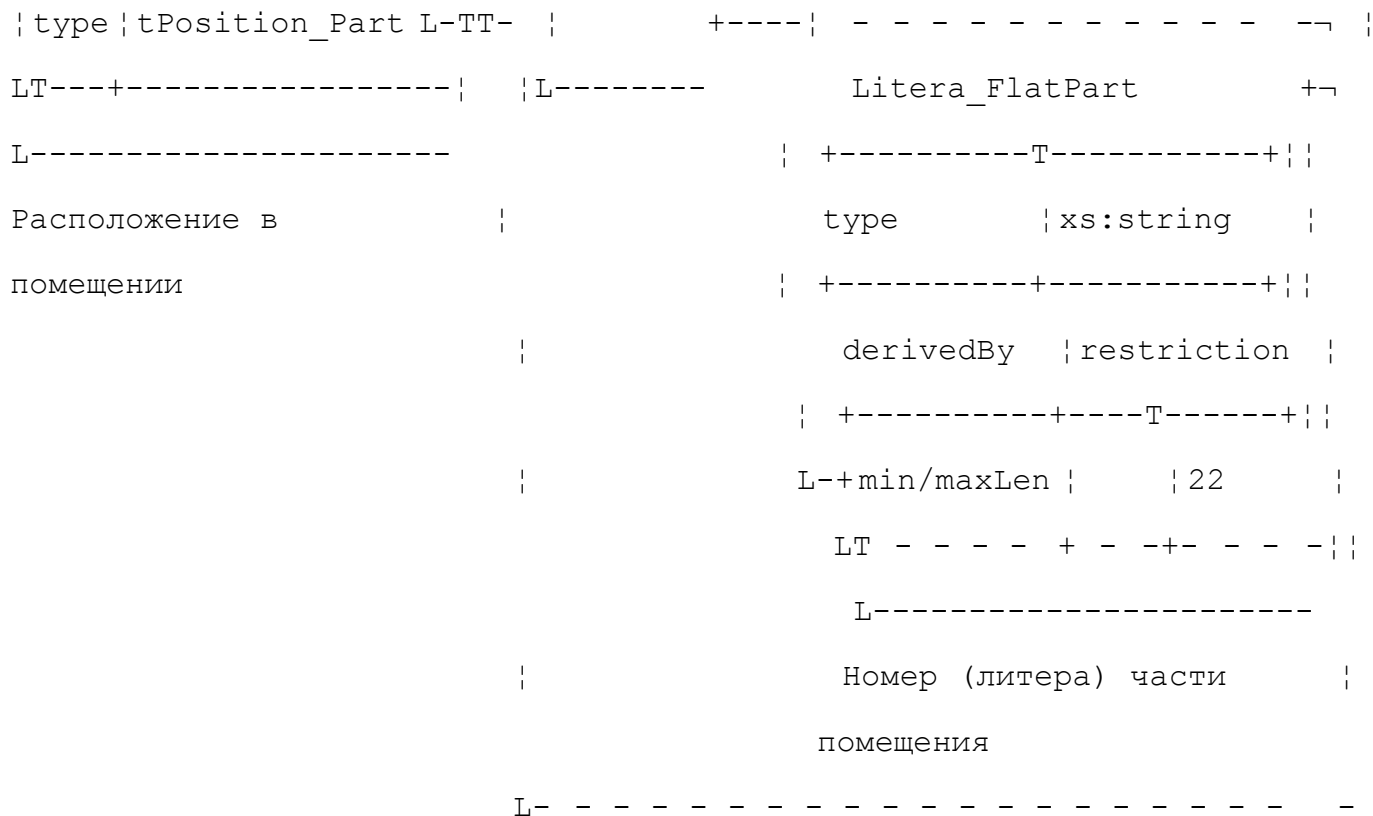 ¦type¦tPosition_Part L-TT- ¦ +----¦ - - - - - - - - - - - -¬ ¦
LT---+-----------------¦ ¦L-------- Litera_FlatPart +¬
L---------------------- ¦ +----------T-----------+¦¦
Расположение в ¦ type ¦xs:string ¦
помещении ¦ +----------+-----------+¦¦
¦ derivedBy ¦restriction ¦
¦ +----------+----T------+¦¦
¦ L-+min/maxLen ¦ ¦22 ¦
LT - - - - + - -+- - - -¦¦
L-----------------------
¦ Номер (литера) части ¦
помещения
L- - - - - - - - - - - - - - - - - - - - -